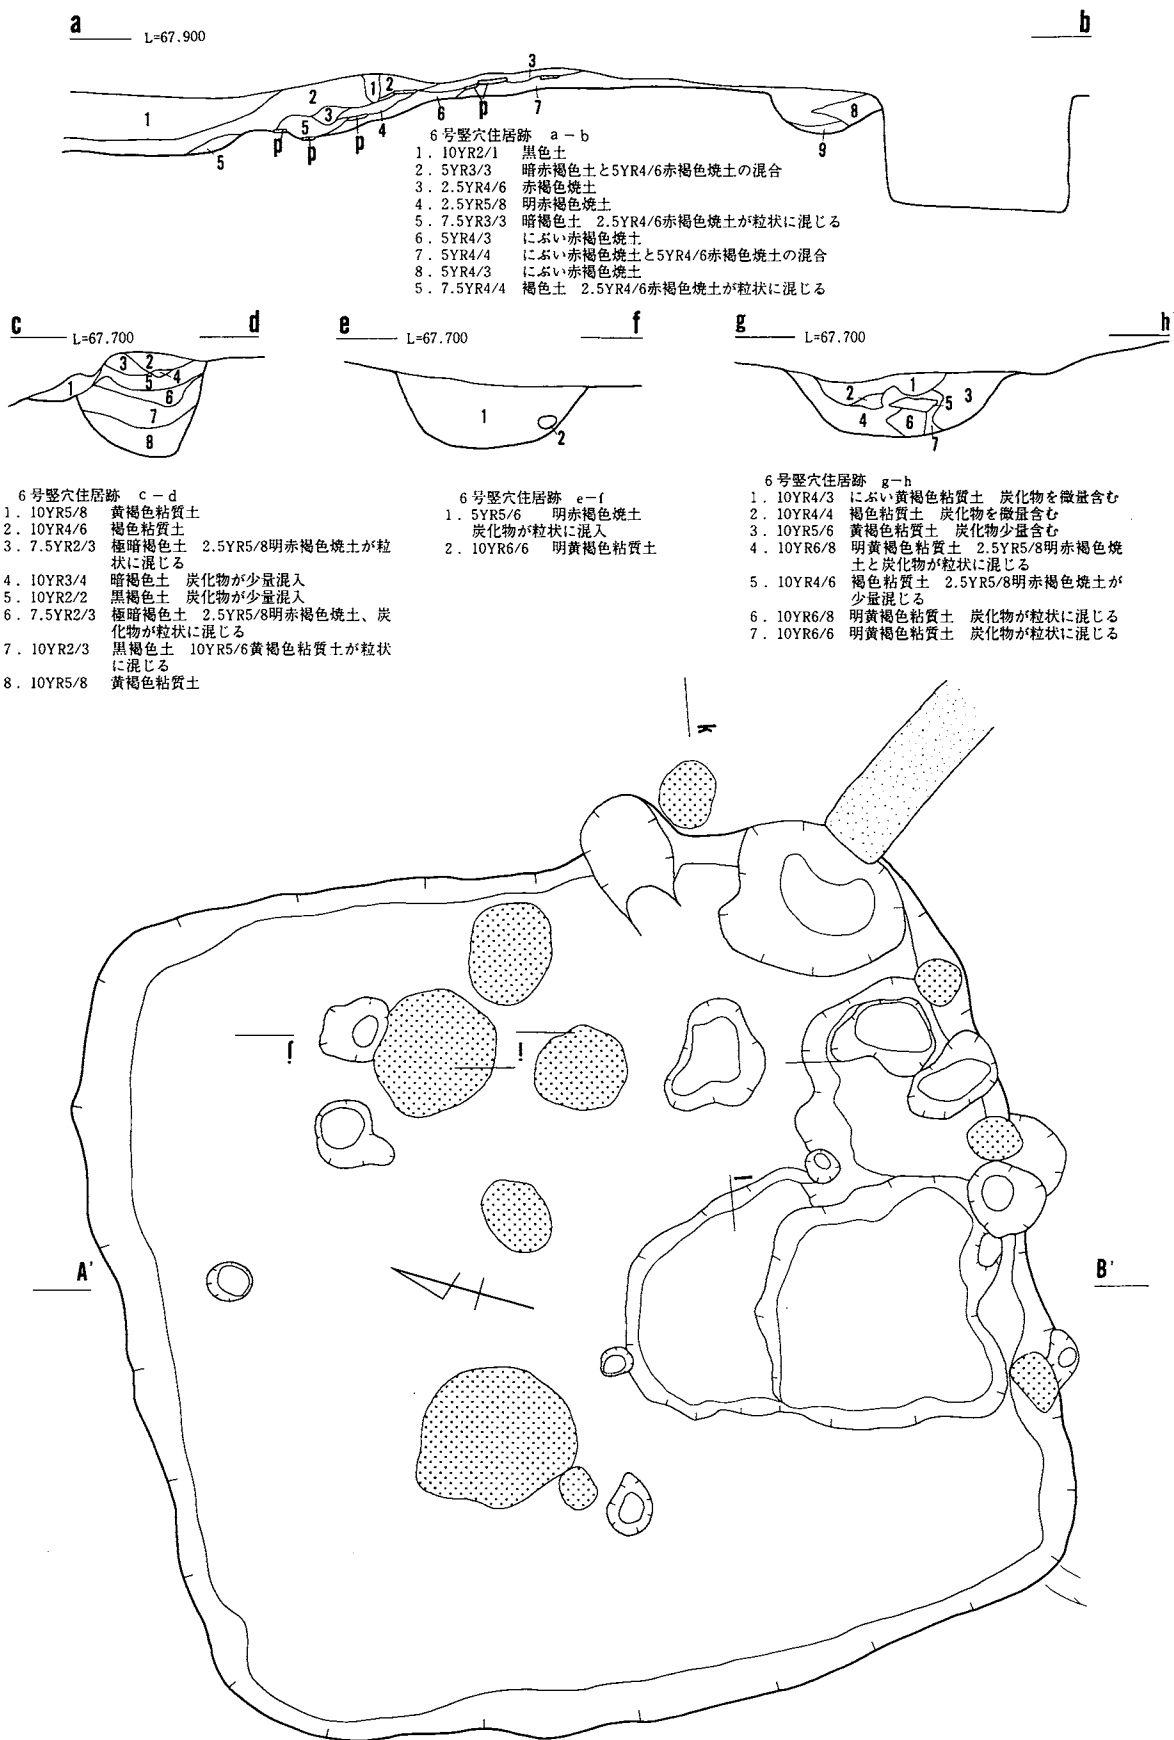 a L=67.900 b
3
1 2
2
1
3
5
4
6
7
8
9
5
p p p p
6号竪穴住居跡 a－b
1. 10YR2/1 黒色土
2. 5YR3/3 暗赤褐色土と5YR4/6赤褐色焼土の混合
3. 2.5YR4/6 赤褐色焼土
4. 2.5YR5/8 明赤褐色焼土
5. 7.5YR3/3 暗褐色土 2.5YR4/6赤褐色焼土が粒状に混じる
6. 5YR4/3 にぶい赤褐色焼土
7. 5YR4/4 にぶい赤褐色焼土と5YR4/6赤褐色焼土の混合
8. 5YR4/3 にぶい赤褐色焼土
5. 7.5YR4/4 褐色土 2.5YR4/6赤褐色焼土が粒状に混じる
c L=67.700 d
1 3 2 5 4 6 7 8
e L=67.700 f
1 2
g L=67.700 h
1 2 3 4 5 6 7
6号竪穴住居跡 c－d
1. 10YR5/8 黄褐色粘質土
2. 10YR4/6 褐色粘質土
3. 7.5YR2/3 極暗褐色土 2.5YR5/8明赤褐色焼土が粒
状に混じる
4. 10YR3/4 暗褐色土 炭化物が少量混入
5. 10YR2/2 黒褐色土 炭化物が少量混入
6. 7.5YR2/3 極暗褐色土 2.5YR5/8明赤褐色焼土、炭
化物が粒状に混じる
7. 10YR2/3 黒褐色土 10YR5/6黄褐色粘質土が粒状
に混じる
8. 10YR5/8 黄褐色粘質土
6号竪穴住居跡 e-f
1. 5YR5/6 明赤褐色焼土
炭化物が粒状に混入
2. 10YR6/6 明黄褐色粘質土
6号竪穴住居跡 g-h
1. 10YR4/3 にぶい黄褐色粘質土 炭化物を微量含む
2. 10YR4/4 褐色粘質土 炭化物を微量含む
3. 10YR5/6 黄褐色粘質土 炭化物少量含む
4. 10YR6/8 明黄褐色粘質土 2.5YR5/8明赤褐色焼
土と炭化物が粒状に混じる
5. 10YR4/6 褐色粘質土 2.5YR5/8明赤褐色焼土が
少量混じる
6. 10YR6/8 明黄褐色粘質土 炭化物が粒状に混じる
7. 10YR6/6 明黄褐色粘質土 炭化物が粒状に混じる
k
A' B'